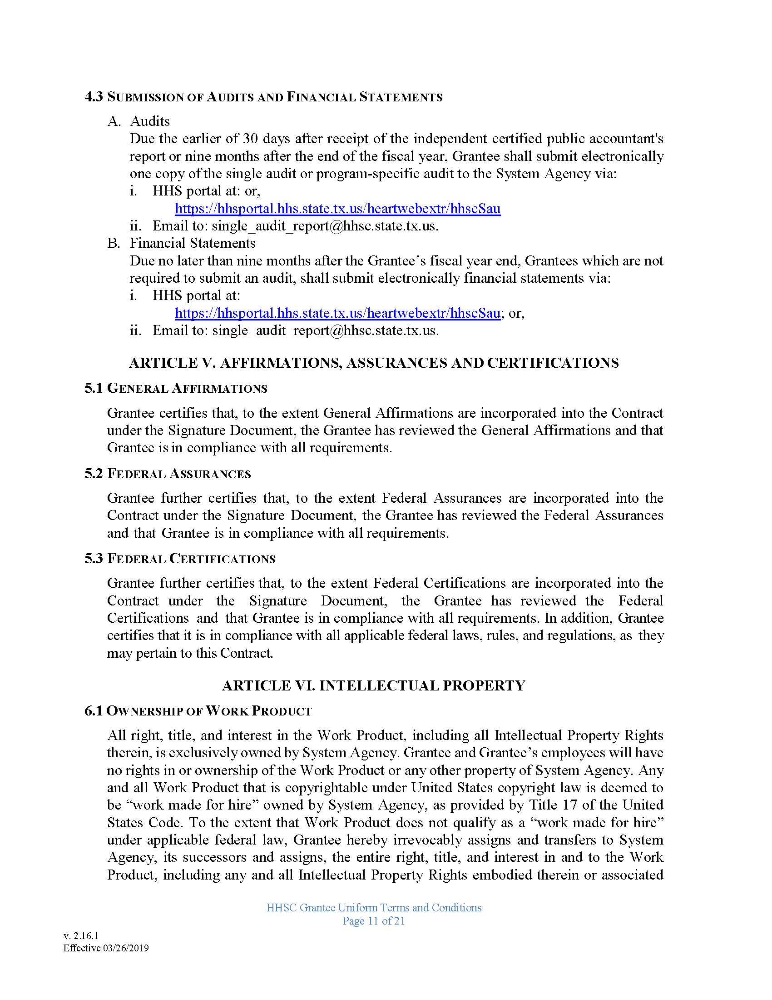 4.3 SUBMISSION OF AUDITS AND FINANCIAL STATEMENTS
A. Audits
Due the earlier of 30 days after receipt of the independent certified public accountant's
report or nine months after the end of the fiscal year, Grantee shall submit electronically
one copy of the single audit or program-specific audit to the System Agency via:
i. HHS portal at: or,
https://hhsportal.hhs.state.tx.us/heartwebextr/hhscSau
ii. Email to: single_audit_report@hhsc.state.tx.us.
B. Financial Statements
Due no later than nine months after the Grantee’s fiscal year end, Grantees which are not
required to submit an audit, shall submit electronically financial statements via:
i. HHS portal at:
https://hhsportal.hhs.state.tx.us/heartwebextr/hhscSau; or,
ii. Email to: single_audit_report@hhsc.state.tx.us.
ARTICLE V. AFFIRMATIONS, ASSURANCES AND CERTIFICATIONS
5.1 GENERAL AFFIRMATIONS
Grantee certifies that, to the extent General Affirmations are incorporated into the Contract
under the Signature Document, the Grantee has reviewed the General Affirmations and that
Grantee is in compliance with all requirements.
5.2 FEDERAL ASSURANCES
Grantee further certifies that, to the extent Federal Assurances are incorporated into the
Contract under the Signature Document, the Grantee has reviewed the Federal Assurances
and that Grantee is in compliance with all requirements.
5.3 FEDERAL CERTIFICATIONS
Grantee further certifies that, to the extent Federal Certifications are incorporated into the
Contract under the Signature Document, the Grantee has reviewed the Federal
Certifications and that Grantee is in compliance with all requirements. In addition, Grantee
certifies that it is in compliance with all applicable federal laws, rules, and regulations, as they
may pertain to this Contract.
ARTICLE VI. INTELLECTUAL PROPERTY
6.1 OWNERSHIP OF WORK PRODUCT
All right, title, and interest in the Work Product, including all Intellectual Property Rights
therein, is exclusively owned by System Agency. Grantee and Grantee’s employees will have
no rights in or ownership of the Work Product or any other property of System Agency. Any
and all Work Product that is copyrightable under United States copyright law is deemed to
be “work made for hire” owned by System Agency, as provided by Title 17 of the United
States Code. To the extent that Work Product does not qualify as a “work made for hire”
under applicable federal law, Grantee hereby irrevocably assigns and transfers to System
Agency, its successors and assigns, the entire right, title, and interest in and to the Work
Product, including any and all Intellectual Property Rights embodied therein or associated
HHSC Grantee Uniform Terms and Conditions
Page 11 of 21
v. 2.16.1
Effective 03/26/2019